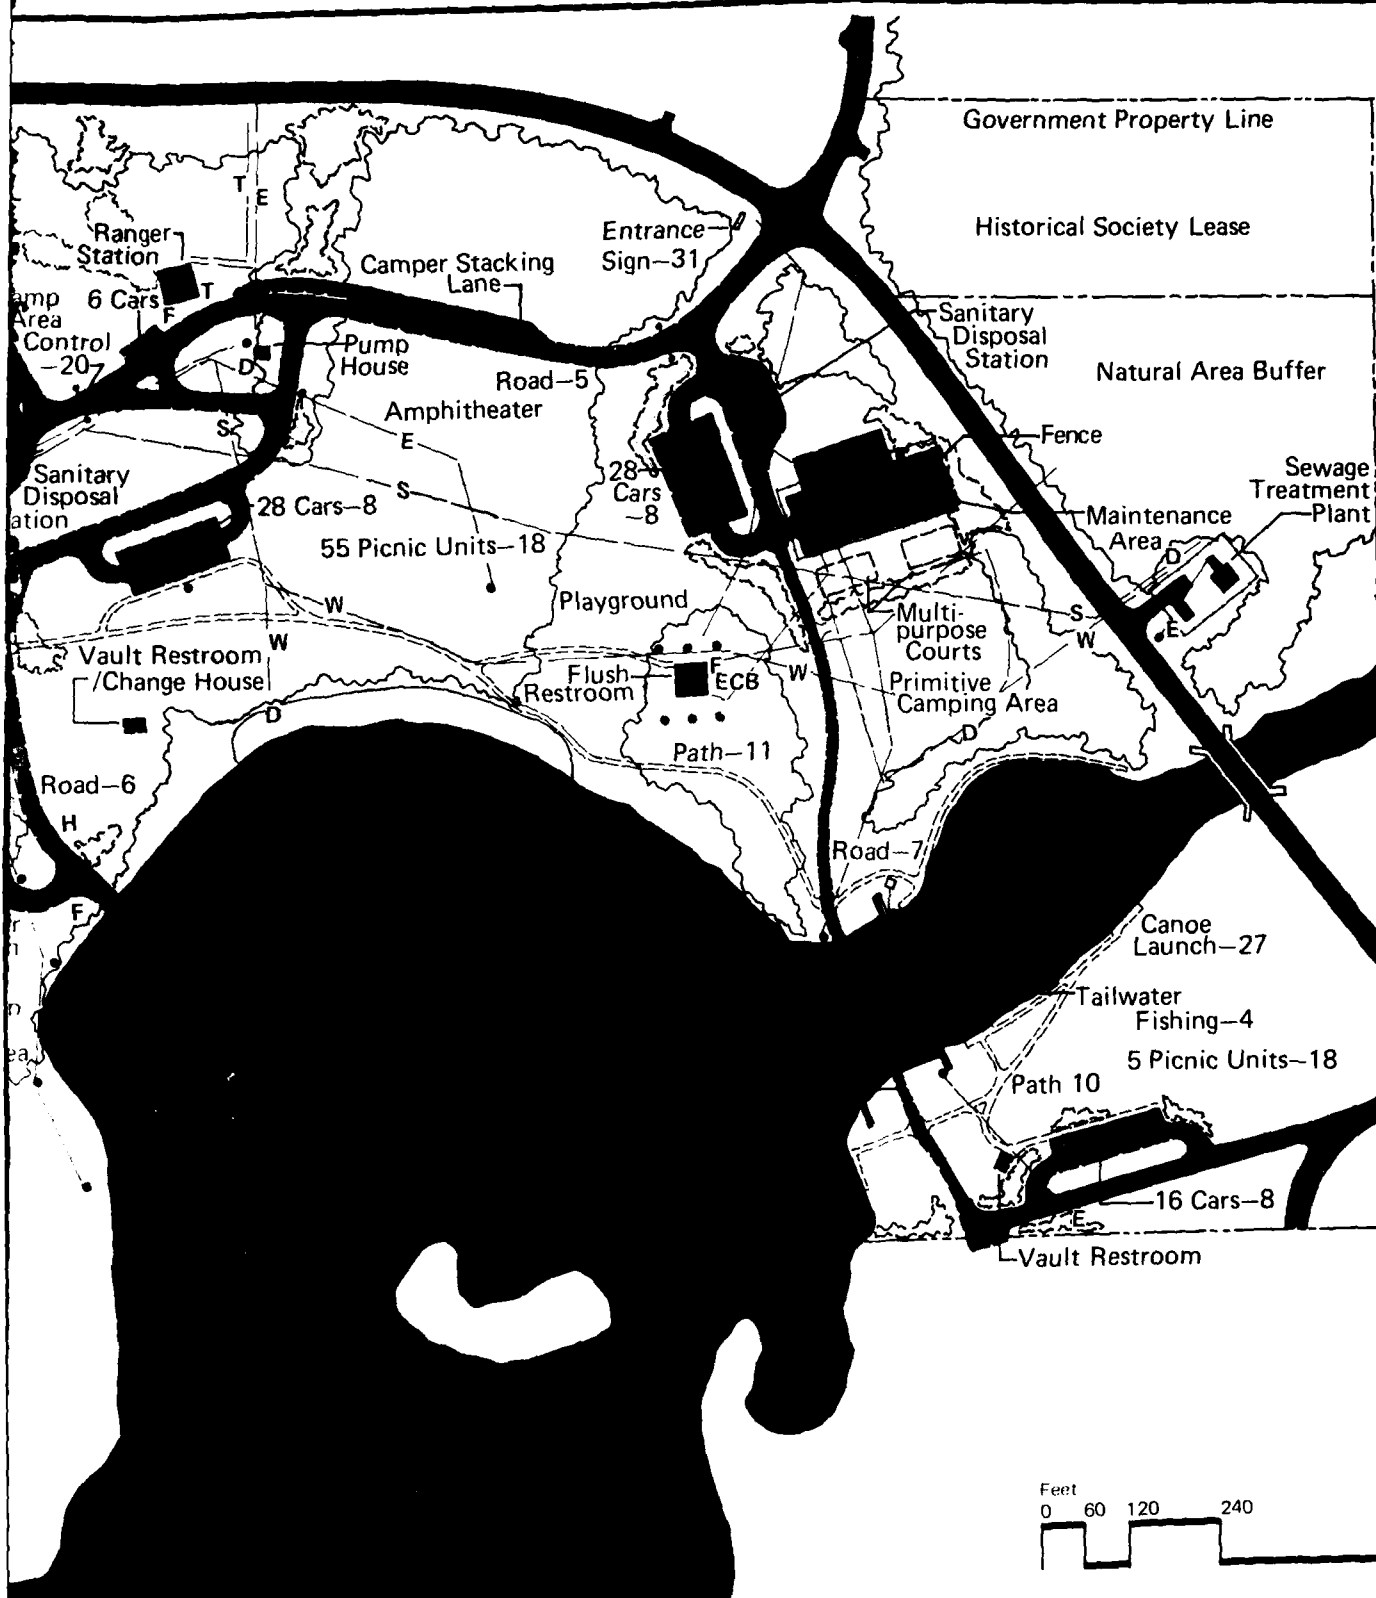 Government Property Line
T
E
Historical Society Lease
Entrance
Sign—31
Ranger
Station
Camper Stacking
Lane
6 Cars
T
F
Area
Control
—20
D
Pump
House
Road—5
Sanitary
Disposal
Station
Natural Area Buffer
Amphitheater
E
S
Fence
28
Cars
—8
Sewage
Treatment
Plant
Sanitary
Disposal
S
28 Cars—8
Maintenance
Area
D
55 Picnic Units—18
Playground
W
Multi-
purpose
Courts
S
W
E
W
Vault Restroom
/Change House
Flush
Restroom
F
ECB
W
Primitive
Camping Area
D
D
Path—11
Road—6
H
Road—7
F
Canoe
Launch—27
Tailwater
Fishing—4
5 Picnic Units—18
Path 10
16 Cars—8
E
Vault Restroom
Feet
0 60 120 240